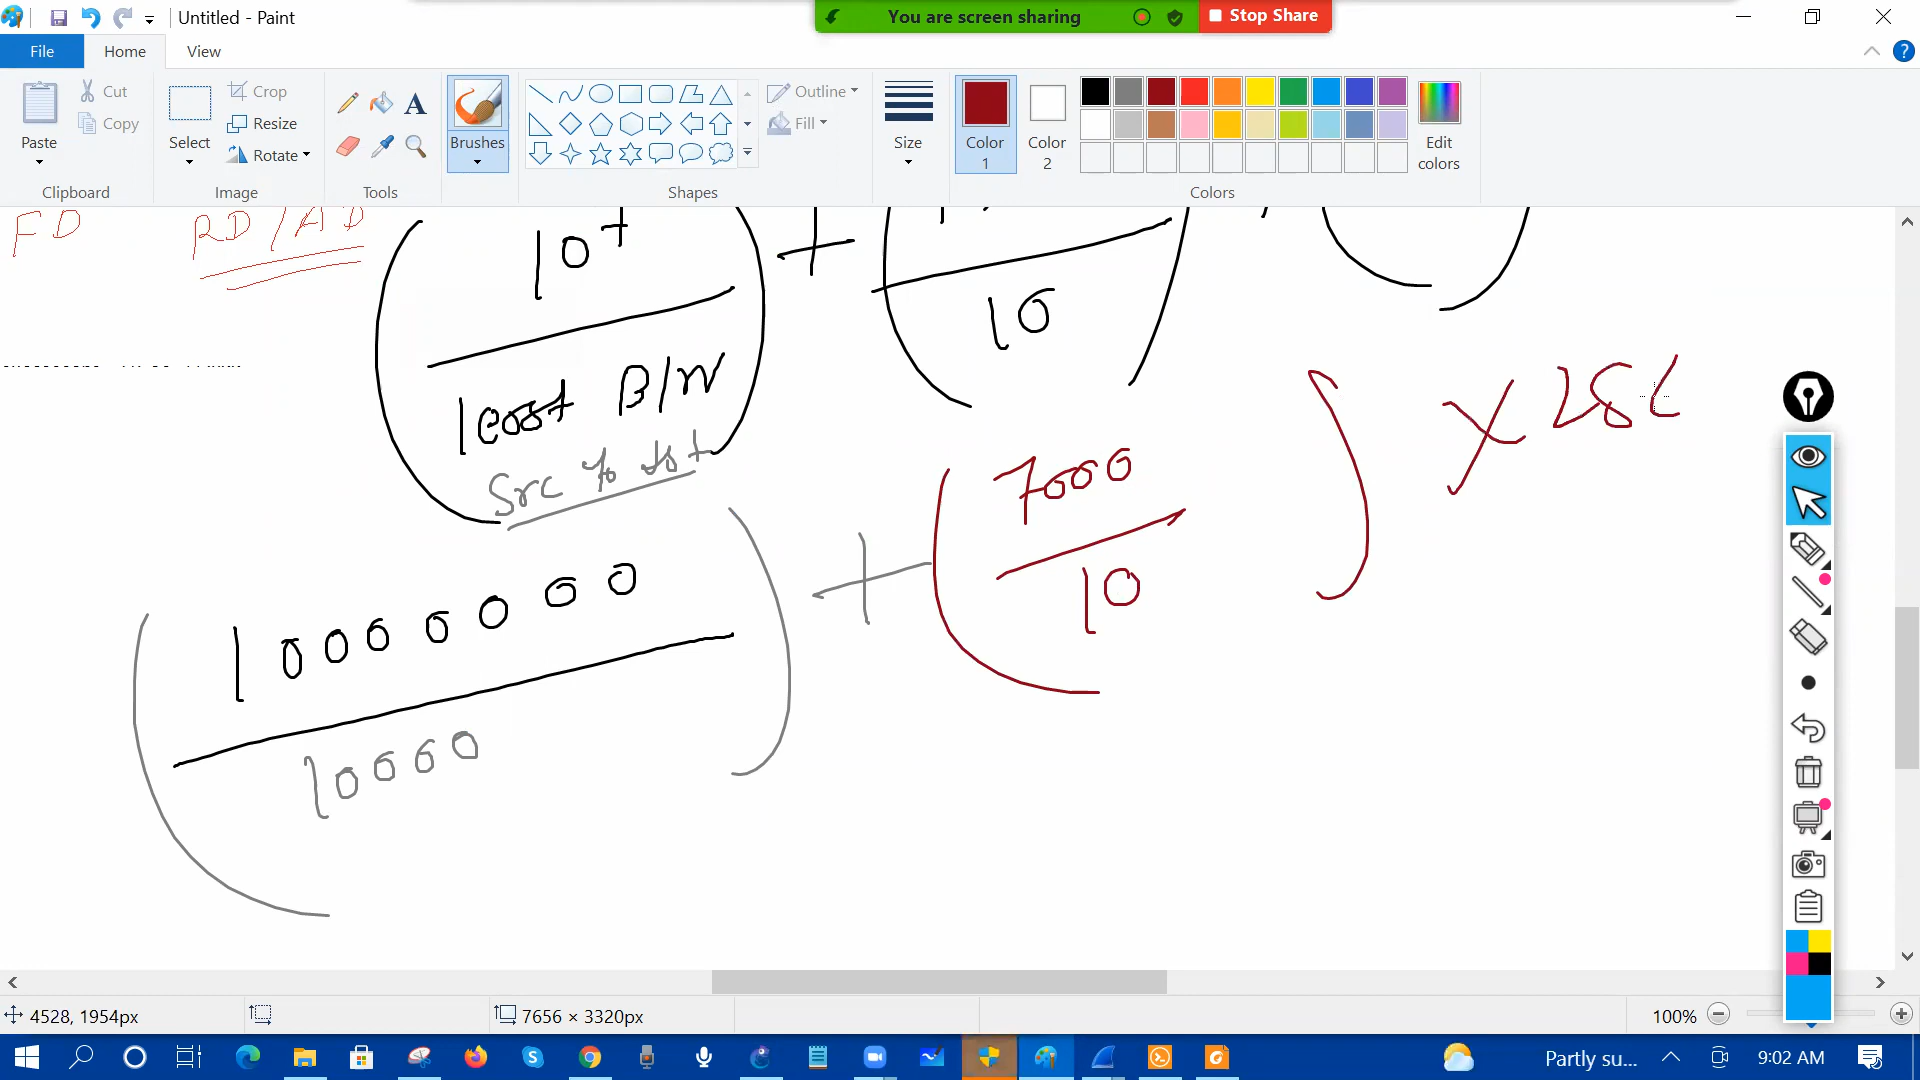 Untitled - Paint
You are screen sharing
Stop Share
File
Home
View
Paste
Cut
Copy
Clipboard
Select
Crop
Resize
Rotate
Image
Tools
Brushes
Shapes
Outline
Fill
Size
Color 1
Color 2
Edit colors
Colors
FD RD/AD
10 7
10
least B/W
Src to dst
10000000
10000
+
7000
10
+
X 256
4528, 1954px
7656 × 3320px
100%
Partly su...
9:02 AM